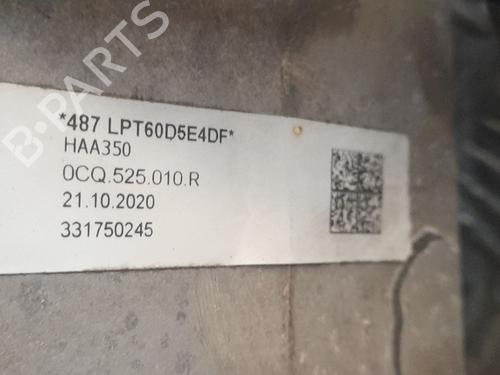 B-PARTS
*487 LPT60D5E4DF*
HAA350
0CQ.525.010.R
21.10.2020
331750245